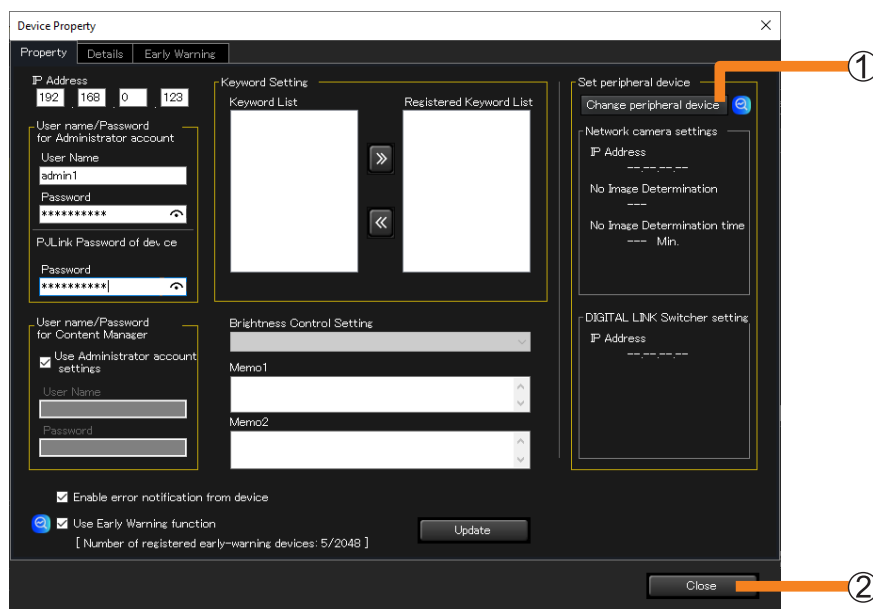 Device Property
Property Details Early Warning
IP Address
192 . 168 . 0 . 123
User name/Password
for Administrator account
User Name
admin1
Password
**********
PJLink Password of device
Password
**********
User name/Password
for Content Manager
Use Administrator account
settings
User Name
Password
Keyword Setting
Keyword List Registered Keyword List
Brightness Control Setting
Memo1
Memo2
Set peripheral device
Change peripheral device
Network camera settings
IP Address
---.---.---.---
No Image Determination
---
No Image Determination time
--- Min.
DIGITAL LINK Switcher setting
IP Address
---.---.---.---
Enable error notification from device
Use Early Warning function
[ Number of registered early-warning devices: 5/2048 ]
Update
Close
①
②